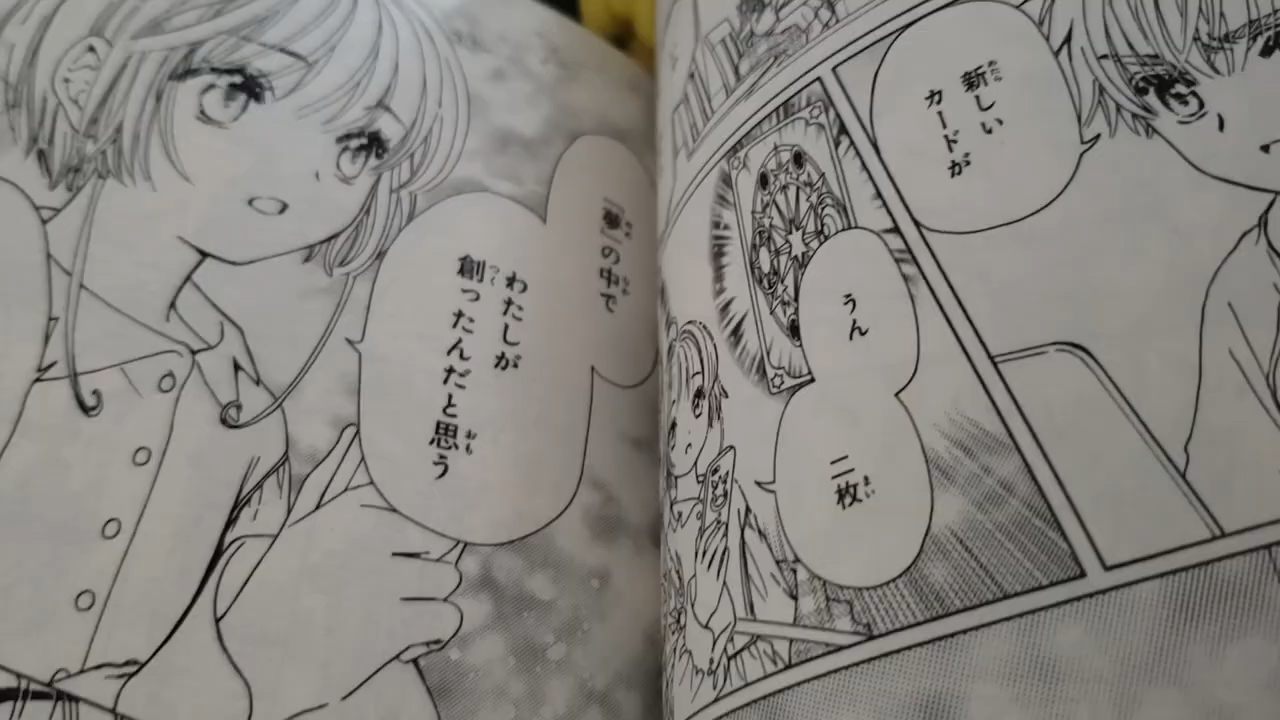 新しい
カードが
うん
二枚
「夢」の中で
わたしが
創ったんだと思う